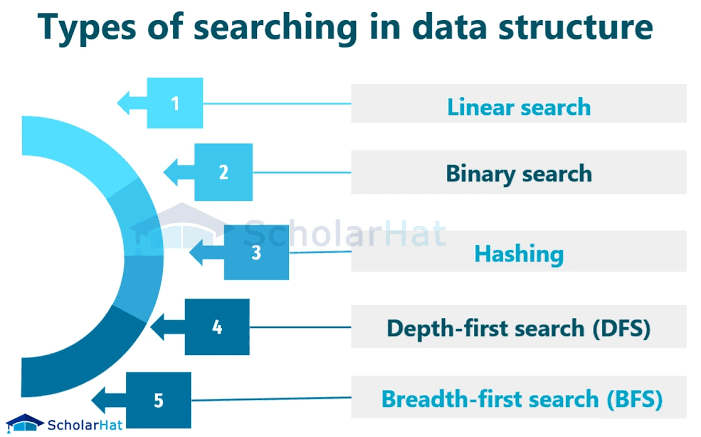 Types of searching in data structure
1
Linear search
2
Binary search
ScholarHat
3
Hashing
4
Depth-first search (DFS)
5
Breadth-first search (BFS)
ScholarHat